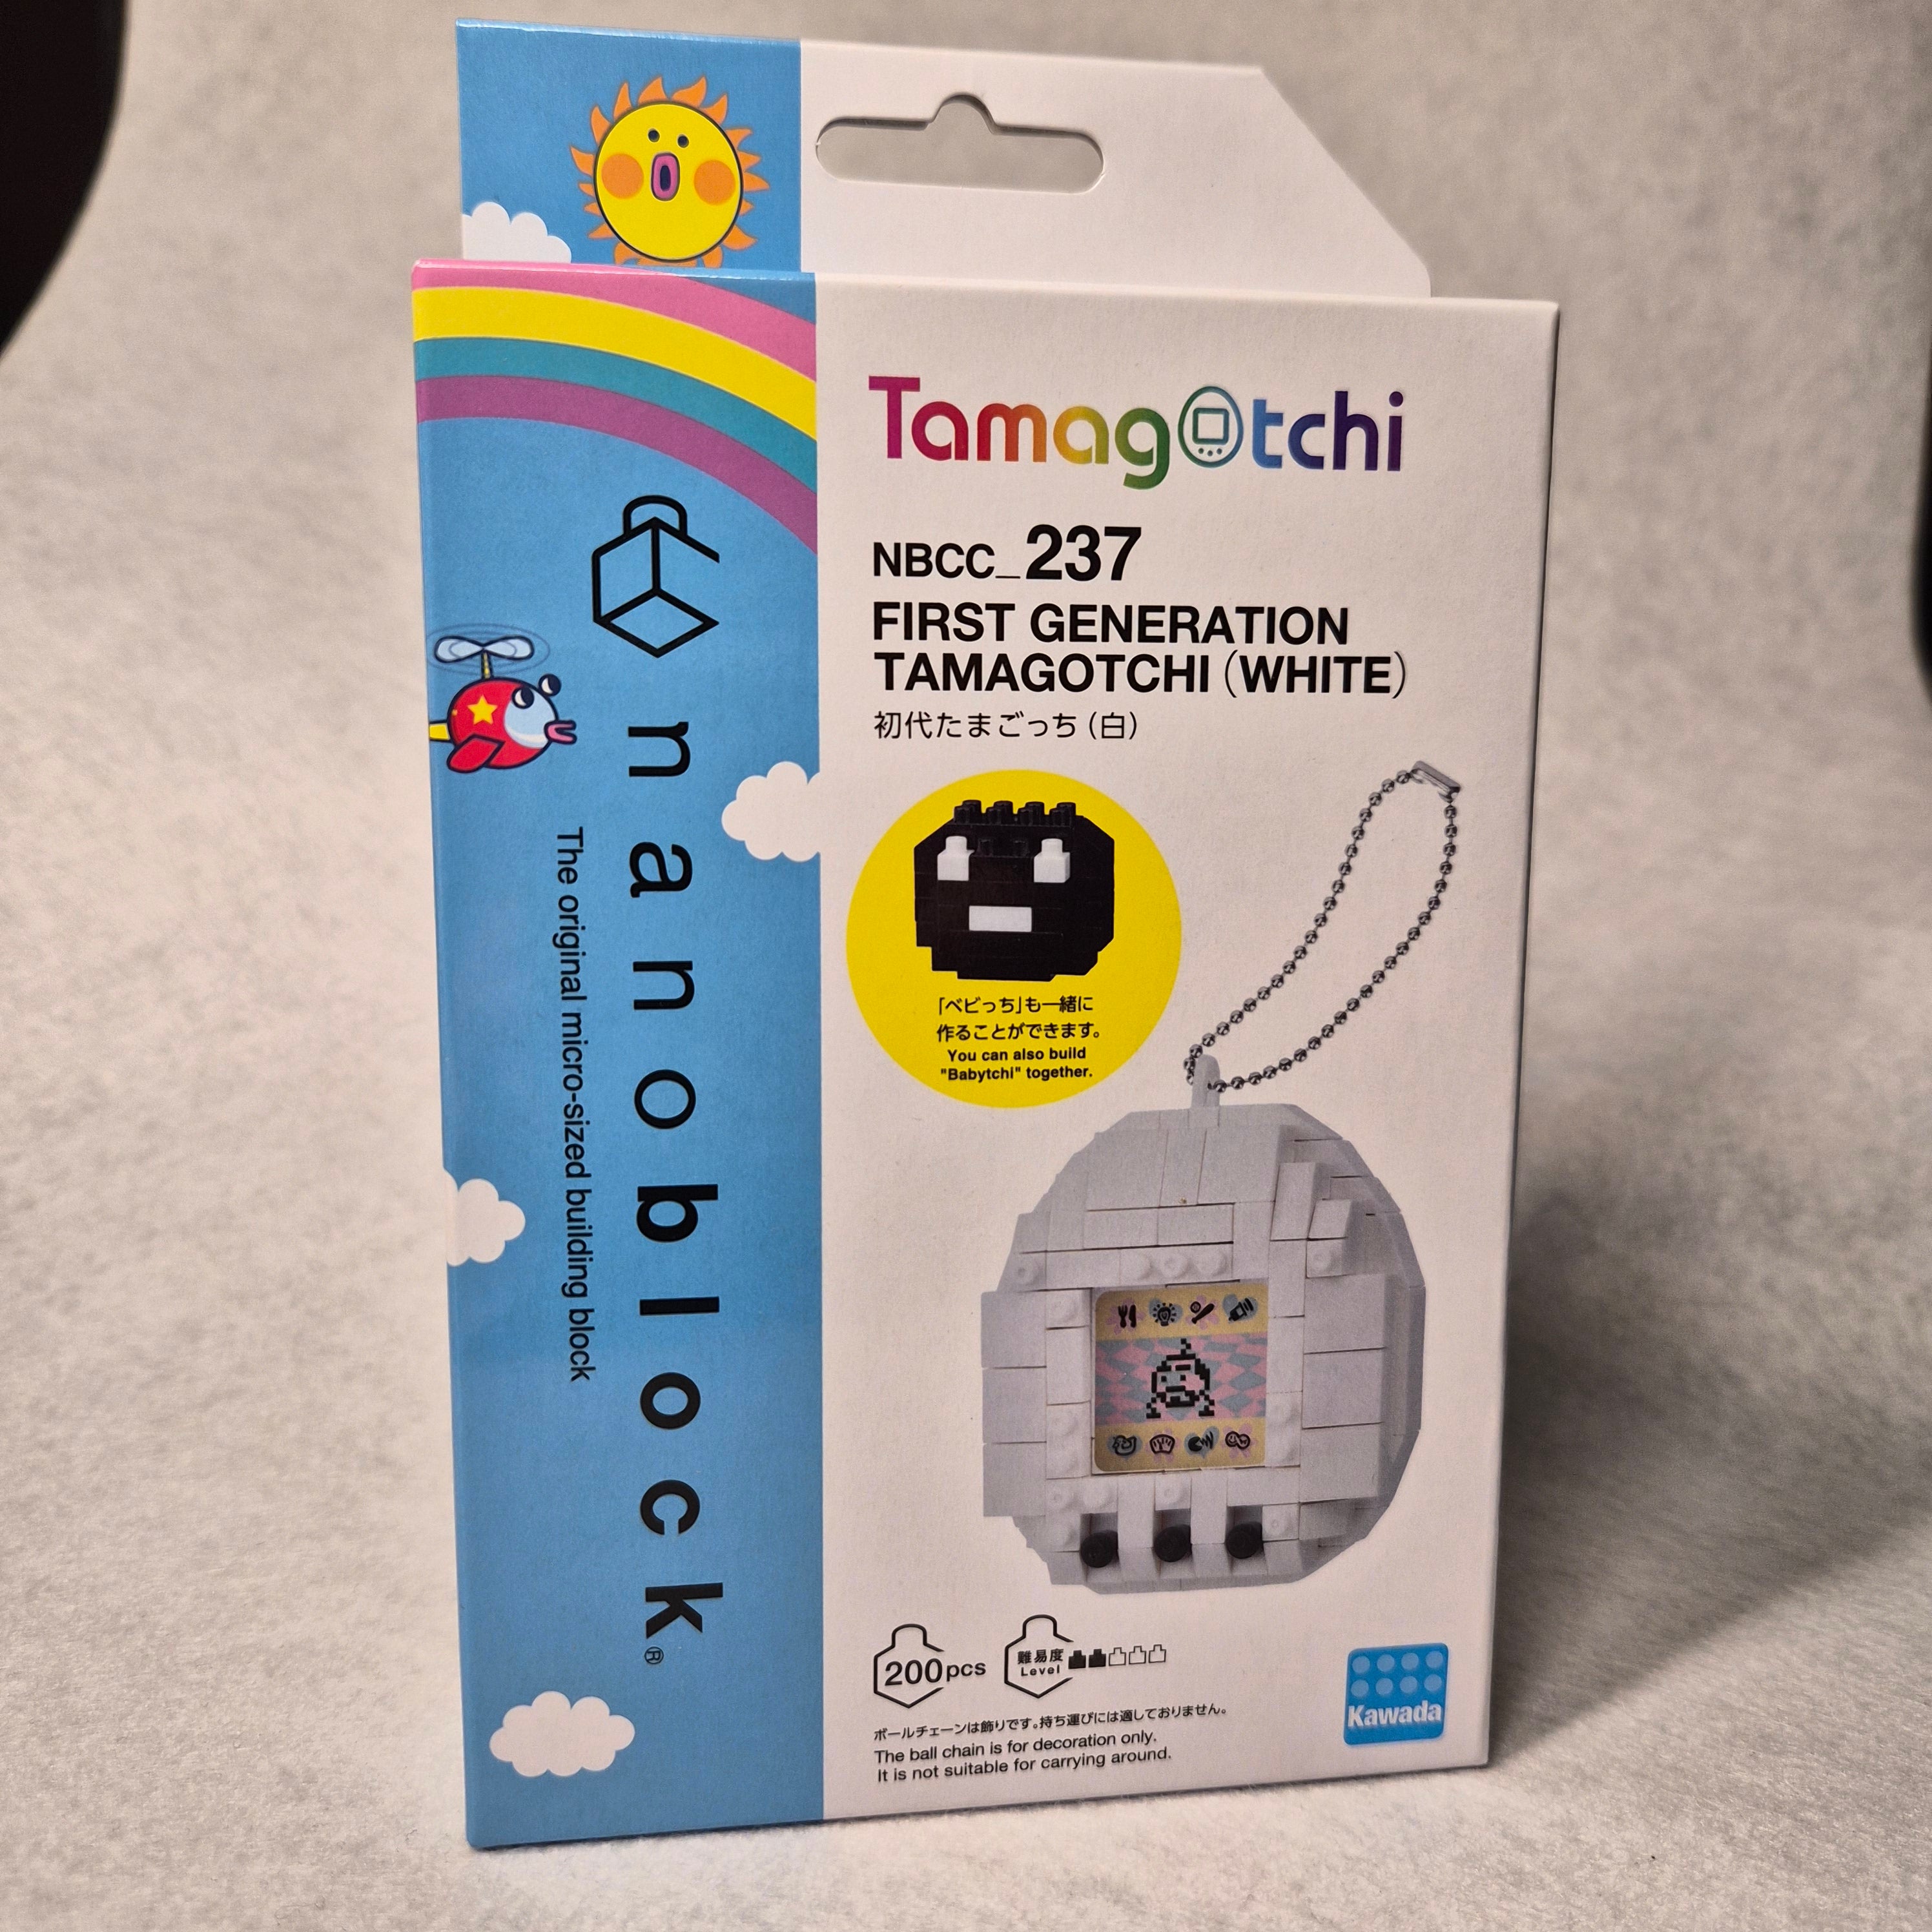 nanoblock®
The original micro-sized building block
Tamagotchi
NBCC_237
FIRST GENERATION
TAMAGOTCHI (WHITE)
初代たまごっち (白)
「ベビっち」も一緒に
作ることができます。
You can also build
"Babytchi" together.
200pcs
難易度
Level
ボールチェーンは飾りです。持ち運びには適しておりません。
The ball chain is for decoration only.
It is not suitable for carrying around.
Kawada